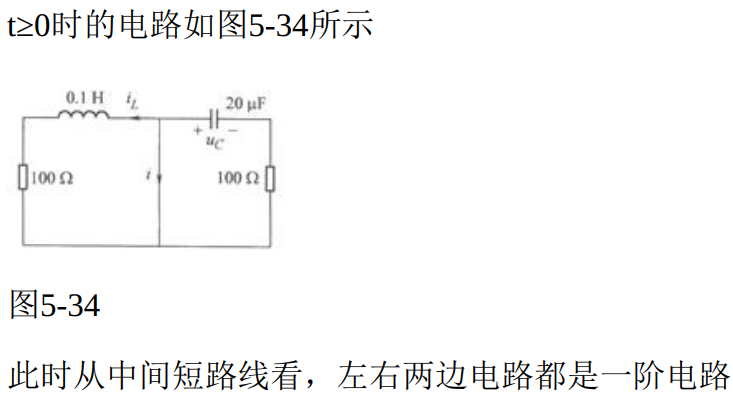 t≥0时的电路如图5-34所示
0.1 H
i_L
20 μF
+
−
u_C
100 Ω
i
100 Ω
图5-34
此时从中间短路线看，左右两边电路都是一阶电路